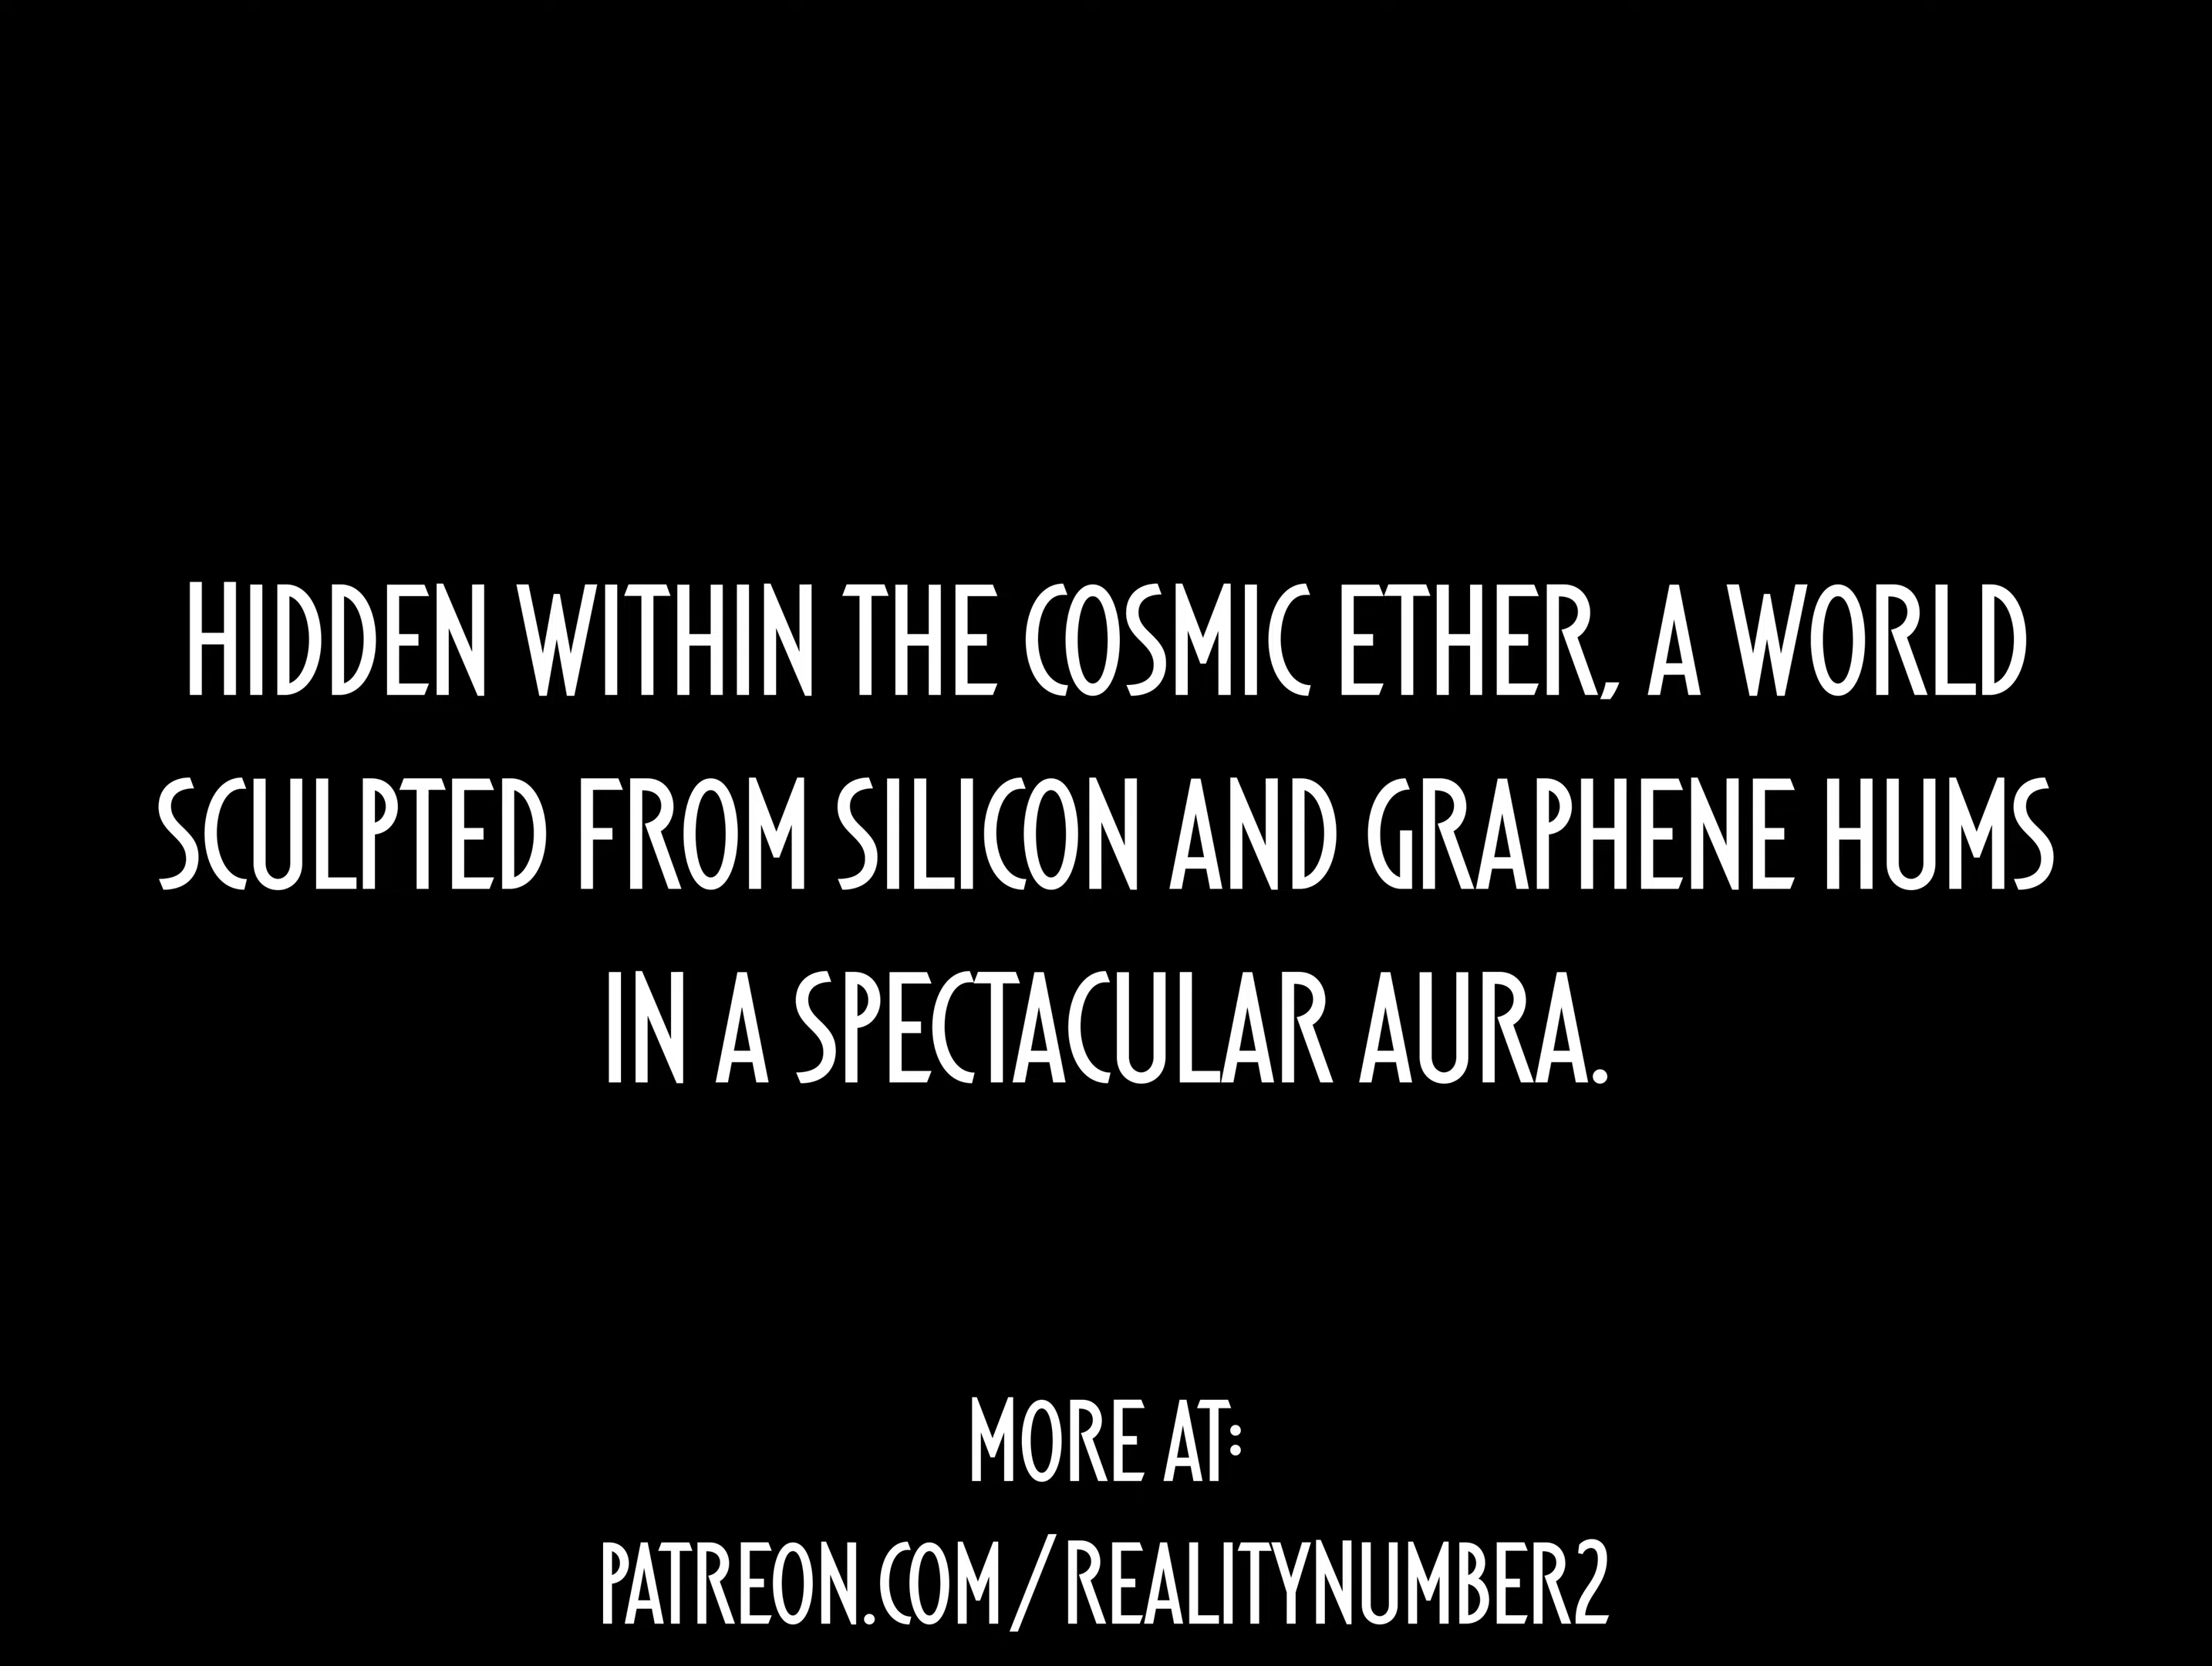 HIDDEN WITHIN THE COSMIC ETHER, A WORLD
SCULPTED FROM SILICON AND GRAPHENE HUMS
IN A SPECTACULAR AURA.
MORE AT:
PATREON.COM/REALITYNUMBER2